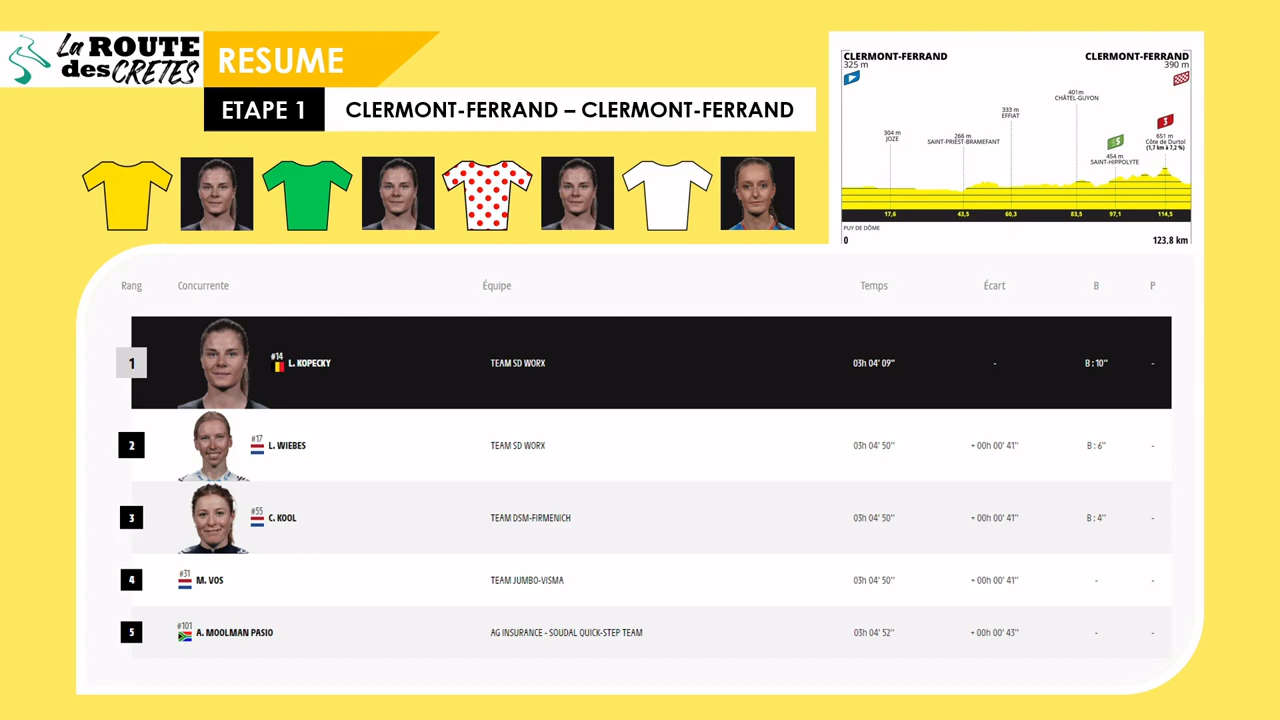 La ROUTE
des CRETES
RESUME
ETAPE 1
CLERMONT-FERRAND – CLERMONT-FERRAND
CLERMONT-FERRAND
325 m
CLERMONT-FERRAND
390 m
401m
CHÂTEL-GUYON
333 m
EFFIAT
304 m
JOZE
266 m
SAINT-PRIEST-BRAMEFANT
S
454 m
SAINT-HIPPOLYTE
3
651 m
Côte de Durtol
(1,7 km à 7,2 %)
17,6 43,5 60,3 83,5 97,1 114,5
PUY DE DÔME
0 123.8 km
Rang Concurrente Équipe Temps Écart B P
1 #14 L. KOPECKY TEAM SD WORX 03h 04' 09'' - B : 10'' -
2 #17 L. WIEBES TEAM SD WORX 03h 04' 50'' + 00h 00' 41'' B : 6'' -
3 #55 C. KOOL TEAM DSM-FIRMENICH 03h 04' 50'' + 00h 00' 41'' B : 4'' -
4 #31 M. VOS TEAM JUMBO-VISMA 03h 04' 50'' + 00h 00' 41'' - -
5 #101 A. MOOLMAN PASIO AG INSURANCE - SOUDAL QUICK-STEP TEAM 03h 04' 52'' + 00h 00' 43'' - -